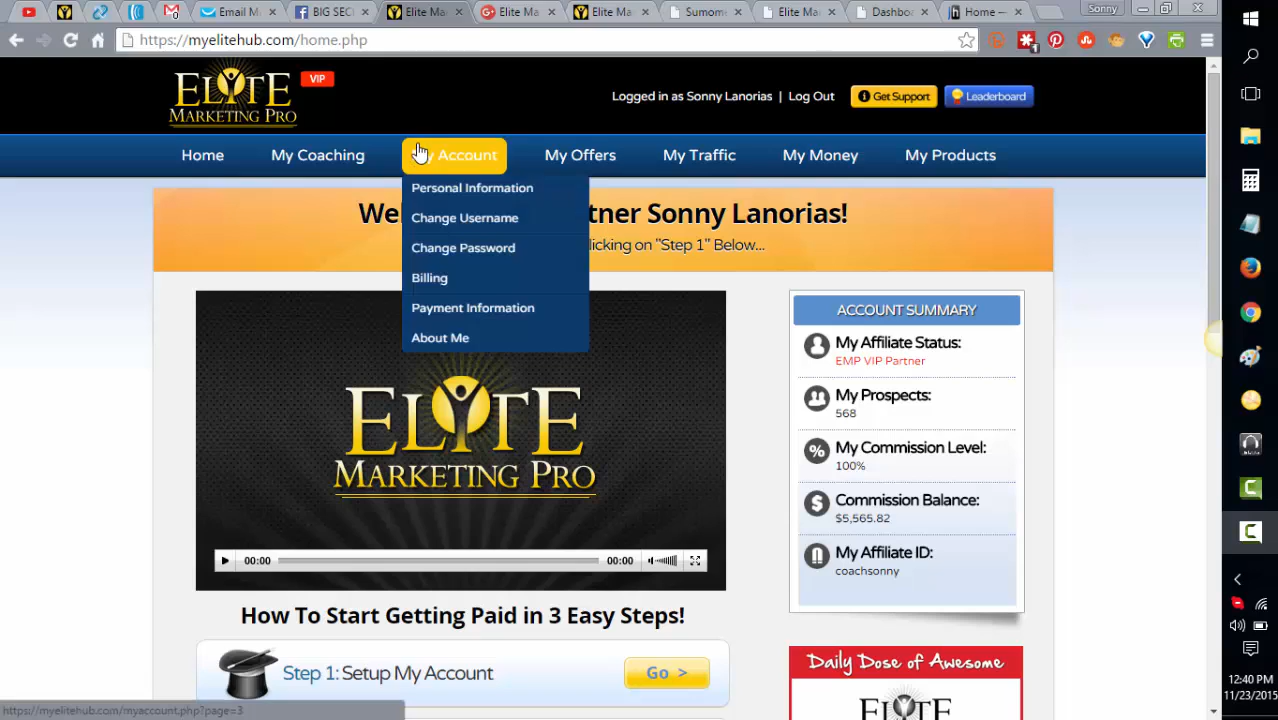 Email M
BIG SEC
Elite Ma
Elite Ma
Elite Ma
Sumom
Elite Ma
Dashbo
Home —
Sonny
https://myelitehub.com/home.php
1
ELYTE
MARKETING PRO
VIP
Logged in as Sonny Lanorias | Log Out
Get Support
Leaderboard
Home
My Coaching
Account
My Offers
My Traffic
My Money
My Products
Personal Information
Change Username
Change Password
Billing
Payment Information
About Me
tner Sonny Lanorias!
licking on "Step 1" Below...
ELYTE
MARKETING PRO
00:00
00:00
ACCOUNT SUMMARY
My Affiliate Status:
EMP VIP Partner
My Prospects:
568
My Commission Level:
100%
Commission Balance:
$5,565.82
My Affiliate ID:
coachsonny
How To Start Getting Paid in 3 Easy Steps!
Step 1: Setup My Account
Go >
Daily Dose of Awesome
ELYTE
https://myelitehub.com/myaccount.php?page=3
12:40 PM
11/23/2015